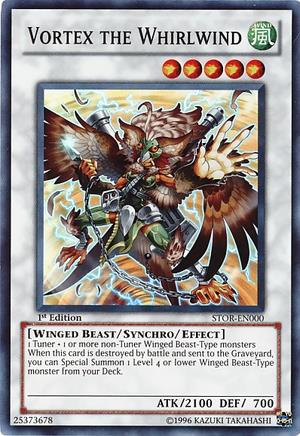 VORTEX THE WHIRLWIND
WIND
風
1st Edition
STOR-EN000
[WINGED BEAST/SYNCHRO/EFFECT]
1 Tuner + 1 or more non-Tuner Winged Beast-Type monsters
When this card is destroyed by battle and sent to the Graveyard,
you can Special Summon 1 Level 4 or lower Winged Beast-Type
monster from your Deck.
ATK/2100 DEF/ 700
25373678
©1996 KAZUKI TAKAHASHI